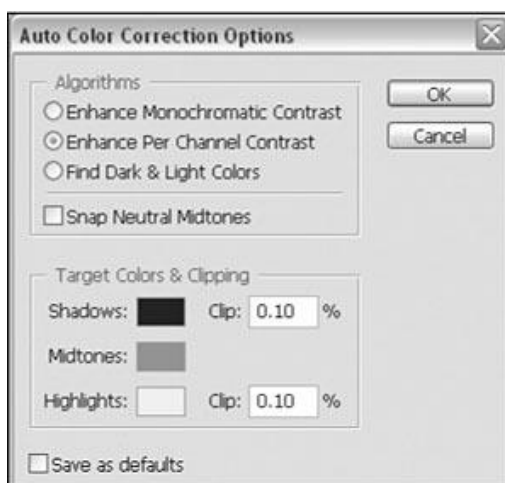 Auto Color Correction Options
Algorithms
Enhance Monochromatic Contrast
Enhance Per Channel Contrast
Find Dark & Light Colors
Snap Neutral Midtones
OK
Cancel
Target Colors & Clipping
Shadows: Clip: 0.10 %
Midtones:
Highlights: Clip: 0.10 %
Save as defaults